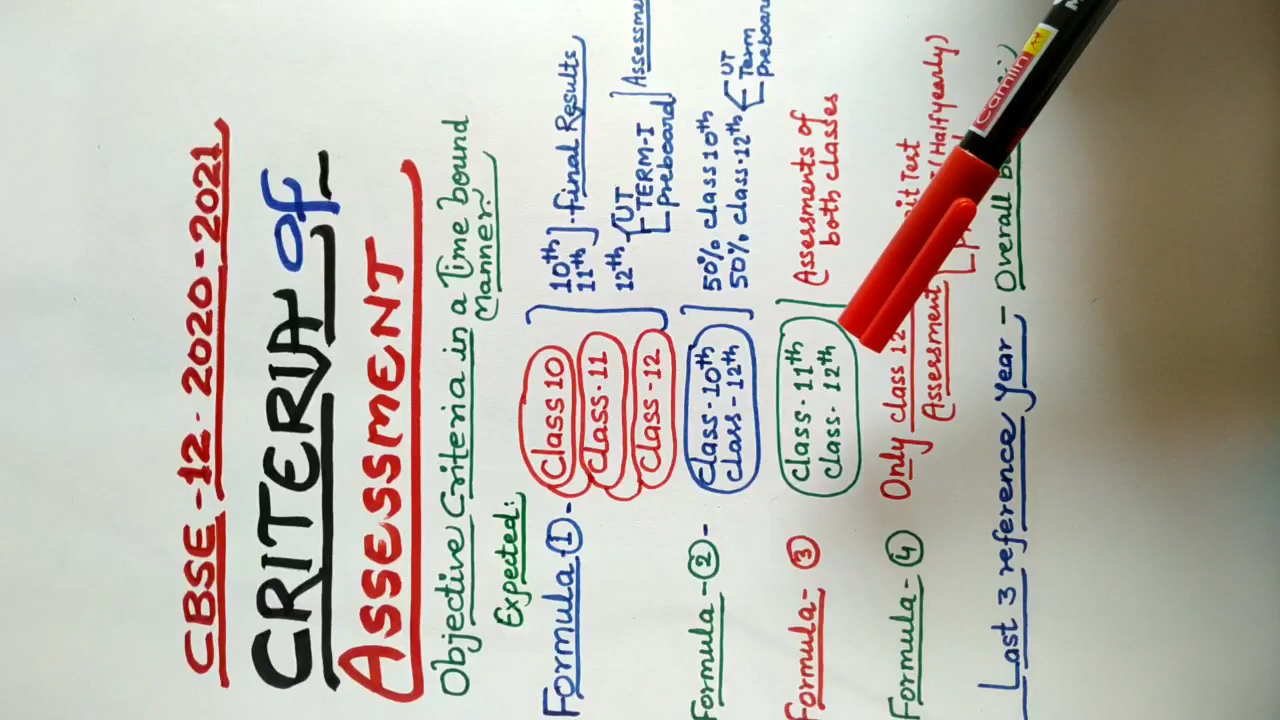 CBSE-12-2020-2021
CRITERIA OF
ASSESSMENT
Objective Criteria in a Time bound
Manner.
Expected:
Formula-① -
Class 10
Class-11
Class-12
10th
11th
Final Results
12th
UT
TERM-I
Preboard
Formula-② -
Class-10th
Class-12th
50% class 10th
50% class-12th
UT
Term
Preboard
Formula- ③
Class-11th
Class-12th
Assessments of
both classes
Formula- ④
Only class 12
Assessment
Test
(Half yearly)
Last 3 reference Year - Overall
Camlin